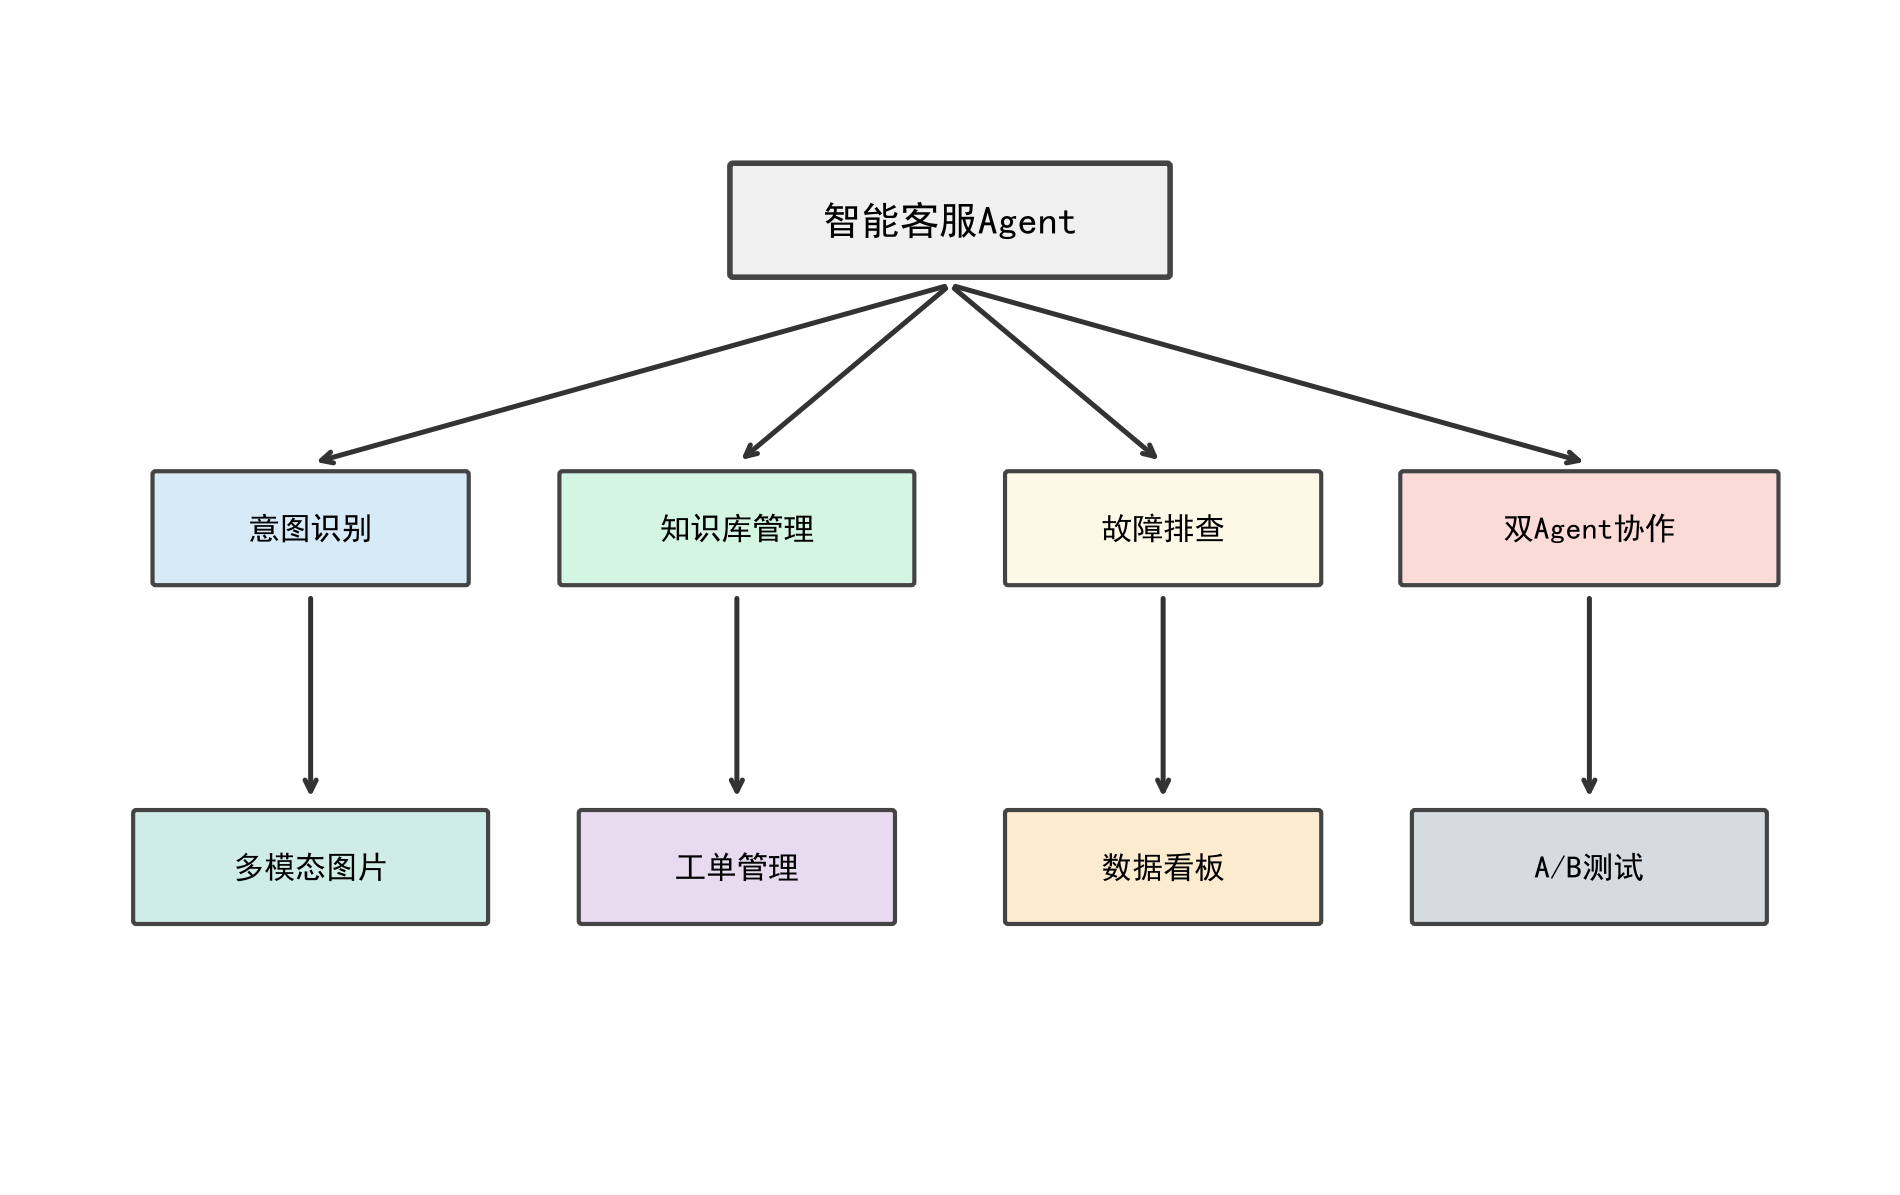 智能客服Agent
意图识别
知识库管理
故障排查
双Agent协作
多模态图片
工单管理
数据看板
A/B测试